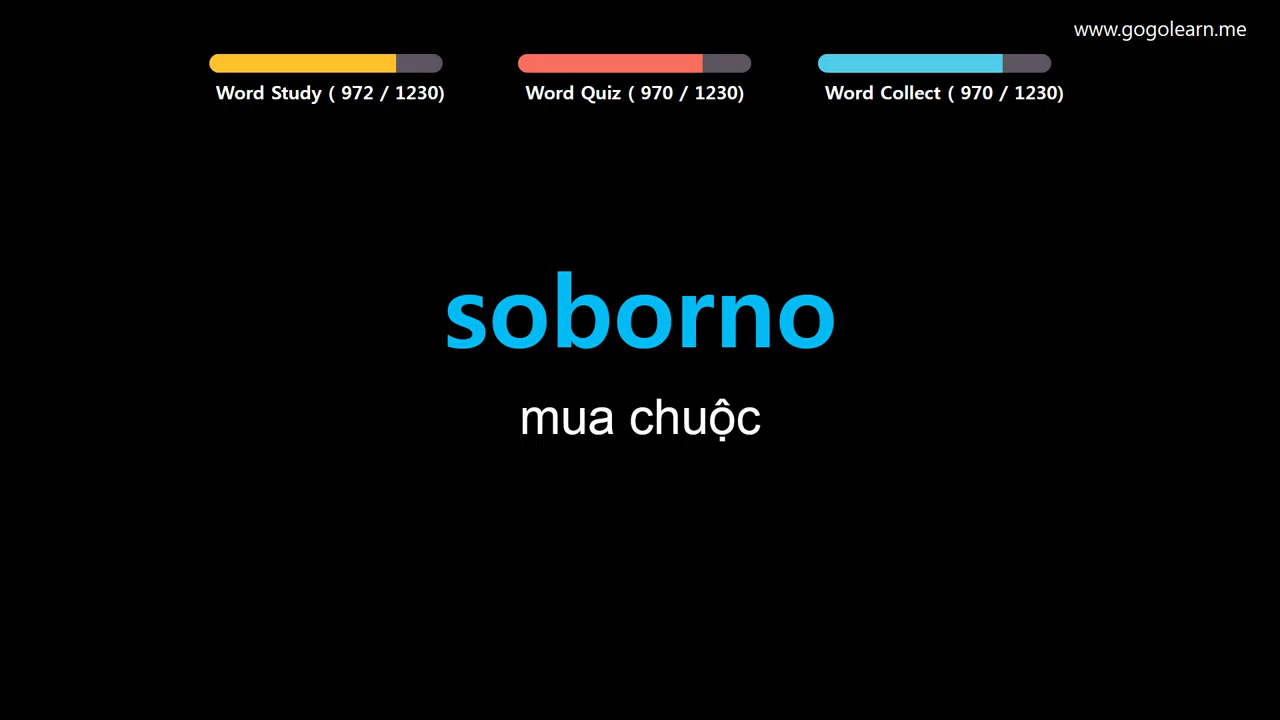 www.gogolearn.me
Word Study ( 972 / 1230)
Word Quiz ( 970 / 1230)
Word Collect ( 970 / 1230)
soborno
mua chuộc